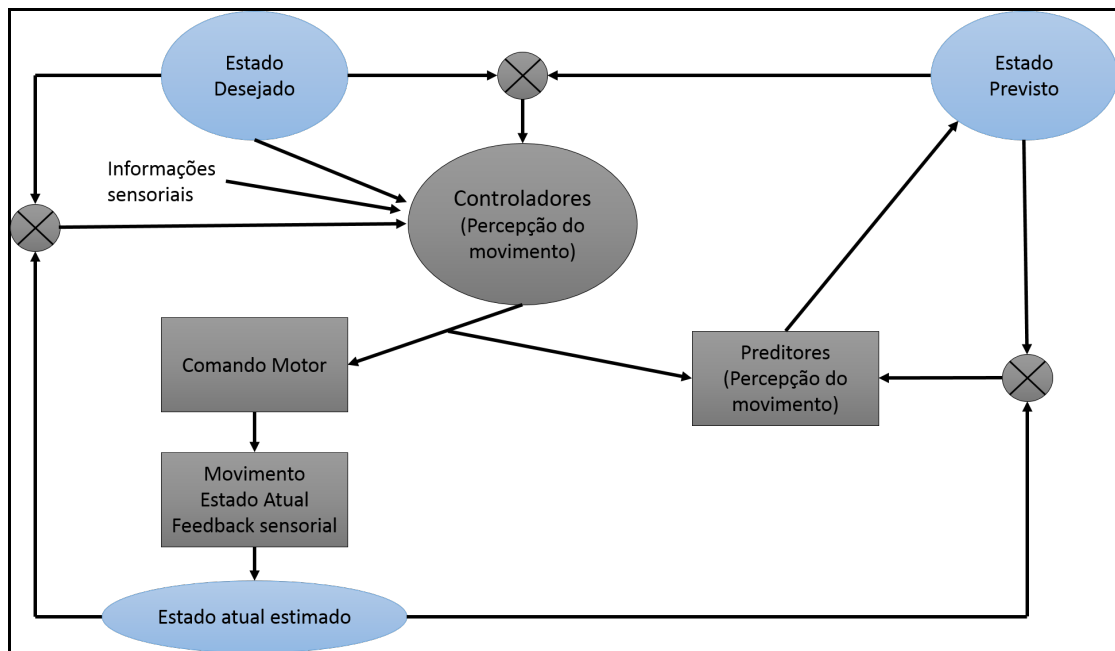 Estado
Desejado
Estado
Previsto
Informações
sensoriais
Controladores
(Percepção do
movimento)
Comando Motor
Preditores
(Percepção do
movimento)
Movimento
Estado Atual
Feedback sensorial
Estado atual estimado